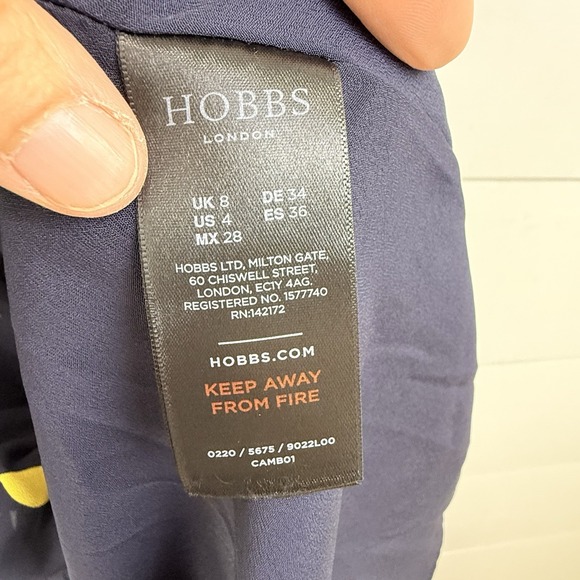 HOBBS
LONDON
UK 8 DE 34
US 4 ES 36
MX 28
HOBBS LTD, MILTON GATE,
60 CHISWELL STREET,
LONDON, EC1Y 4AG.
REGISTERED NO. 1577740
RN:142172
HOBBS.COM
KEEP AWAY
FROM FIRE
0220 / 5675 / 9022L00
CAMB01